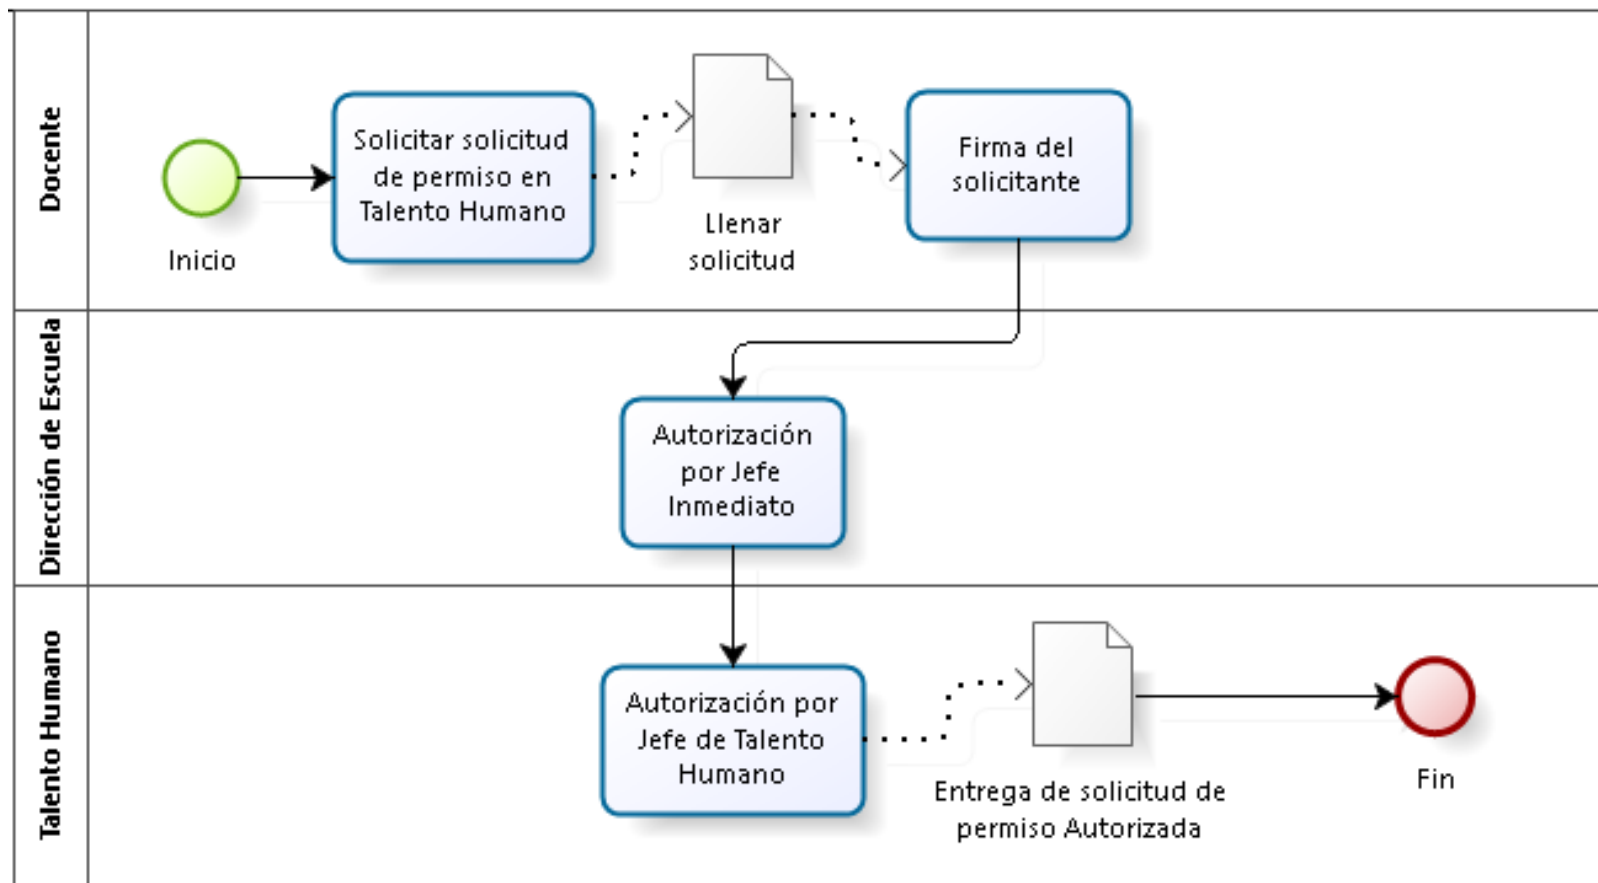 Docente
Inicio
Solicitar solicitud
de permiso en
Talento Humano
Llenar
solicitud
Firma del
solicitante
Dirección de Escuela
Autorización
por Jefe
Inmediato
Talento Humano
Autorización por
Jefe de Talento
Humano
Entrega de solicitud de
permiso Autorizada
Fin